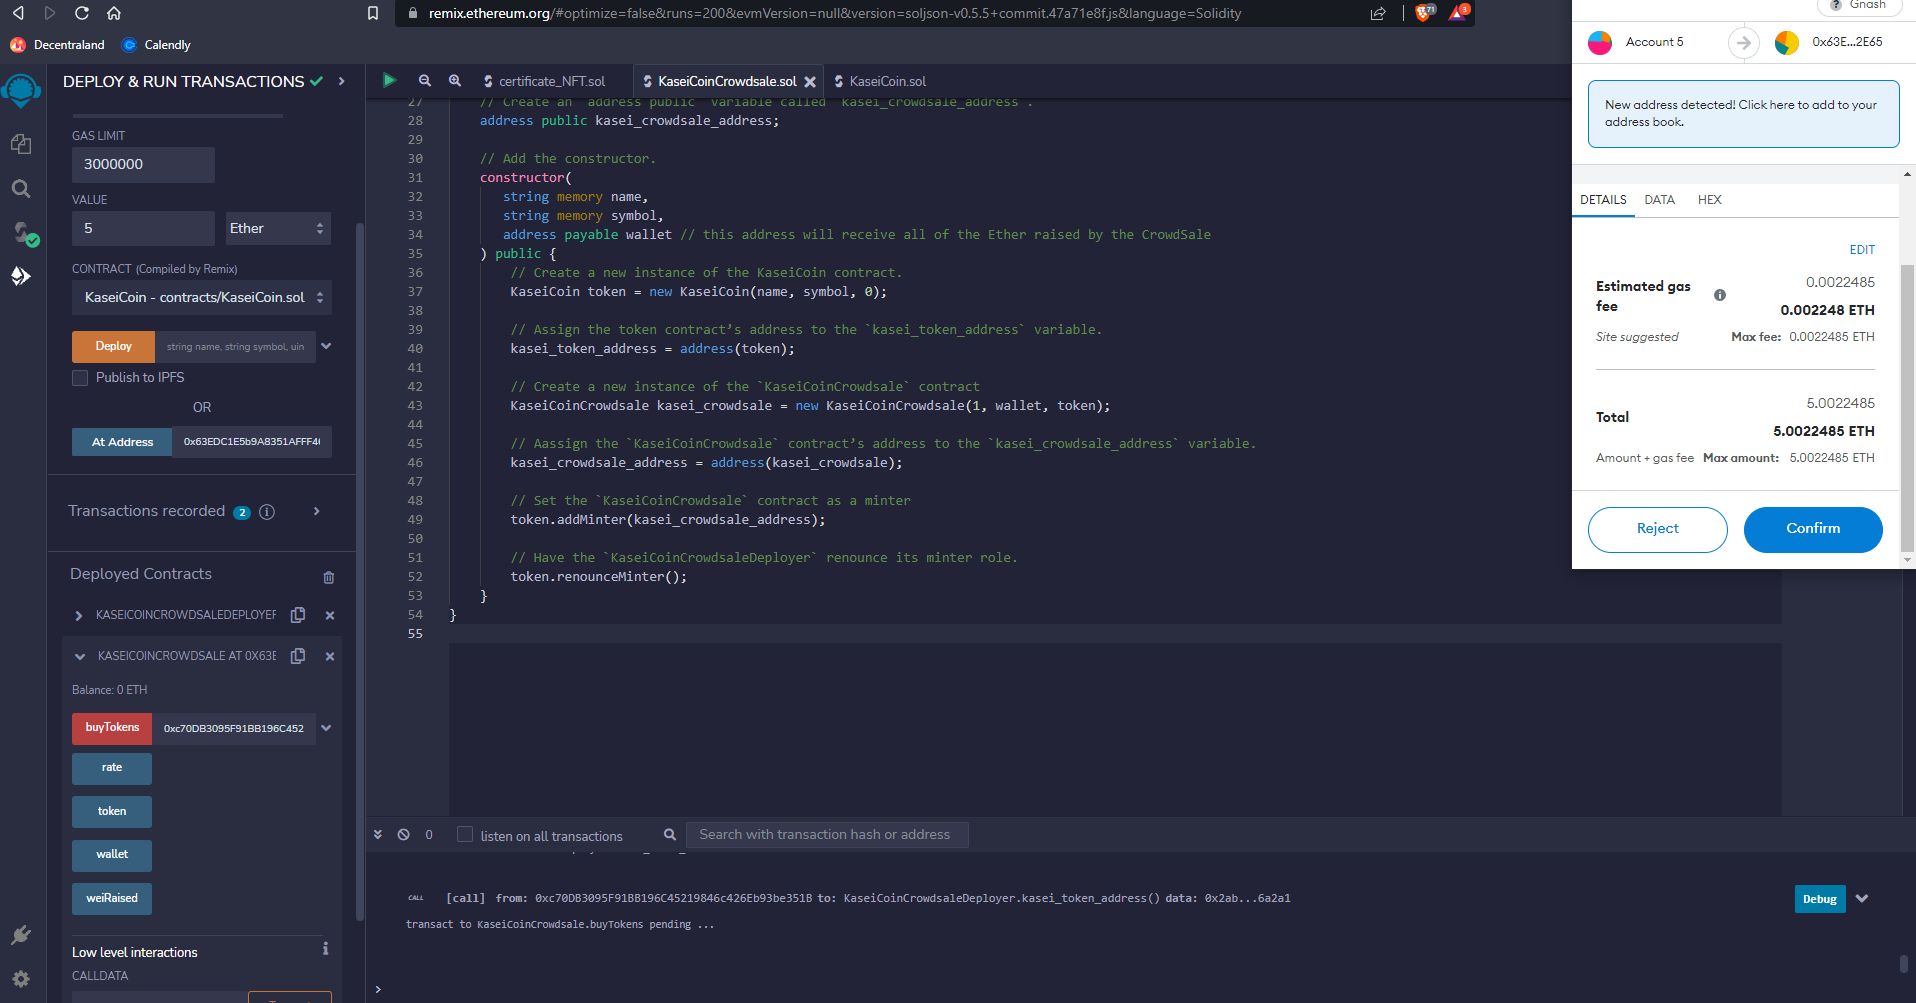 remix.ethereum.org/#optimize=false&runs=200&evmVersion=null&version=soljson-v0.5.5+commit.47a71e8f.js&language=Solidity
71
3
Decentraland
Calendly
DEPLOY & RUN TRANSACTIONS
GAS LIMIT
3000000
VALUE
5
Ether
CONTRACT (Compiled by Remix)
KaseiCoin - contracts/KaseiCoin.sol
Deploy
string name, string symbol, uin
Publish to IPFS
OR
At Address
0x63EDC1E5b9A8351AFFF4
Transactions recorded 2 i
Deployed Contracts
KASEICOINCROWDSALEDEPLOYER
KASEICOINCROWDSALE AT 0X63E
Balance: 0 ETH
buyTokens
0xc70DB3095F91BB196C452
rate
token
wallet
weiRaised
Low level interactions
i
CALLDATA
certificate_NFT.sol
KaseiCoinCrowdsale.sol
KaseiCoin.sol
27 // Create an `address public` variable called `kasei_crowdsale_address`.
28 address public kasei_crowdsale_address;
29
30 // Add the constructor.
31 constructor(
32 string memory name,
33 string memory symbol,
34 address payable wallet // this address will receive all of the Ether raised by the CrowdSale
35 ) public {
36 // Create a new instance of the KaseiCoin contract.
37 KaseiCoin token = new KaseiCoin(name, symbol, 0);
38
39 // Assign the token contract’s address to the `kasei_token_address` variable.
40 kasei_token_address = address(token);
41
42 // Create a new instance of the `KaseiCoinCrowdsale` contract
43 KaseiCoinCrowdsale kasei_crowdsale = new KaseiCoinCrowdsale(1, wallet, token);
44
45 // Aassign the `KaseiCoinCrowdsale` contract’s address to the `kasei_crowdsale_address` variable.
46 kasei_crowdsale_address = address(kasei_crowdsale);
47
48 // Set the `KaseiCoinCrowdsale` contract as a minter
49 token.addMinter(kasei_crowdsale_address);
50
51 // Have the `KaseiCoinCrowdsaleDeployer` renounce its minter role.
52 token.renounceMinter();
53 }
54 }
55
0
listen on all transactions
Search with transaction hash or address
CALL [call] from: 0xc70DB3095F91BB196C45219846c426Eb93be351B to: KaseiCoinCrowdsaleDeployer.kasei_token_address() data: 0x2ab...6a2a1
Debug
transact to KaseiCoinCrowdsale.buyTokens pending ...
>
? Gnash
Account 5
0x63E...2E65
New address detected! Click here to add to your
address book.
DETAILS
DATA
HEX
EDIT
Estimated gas
fee
i
0.0022485
0.002248 ETH
Site suggested
Max fee: 0.0022485 ETH
5.0022485
Total
5.0022485 ETH
Amount + gas fee
Max amount: 5.0022485 ETH
Reject
Confirm